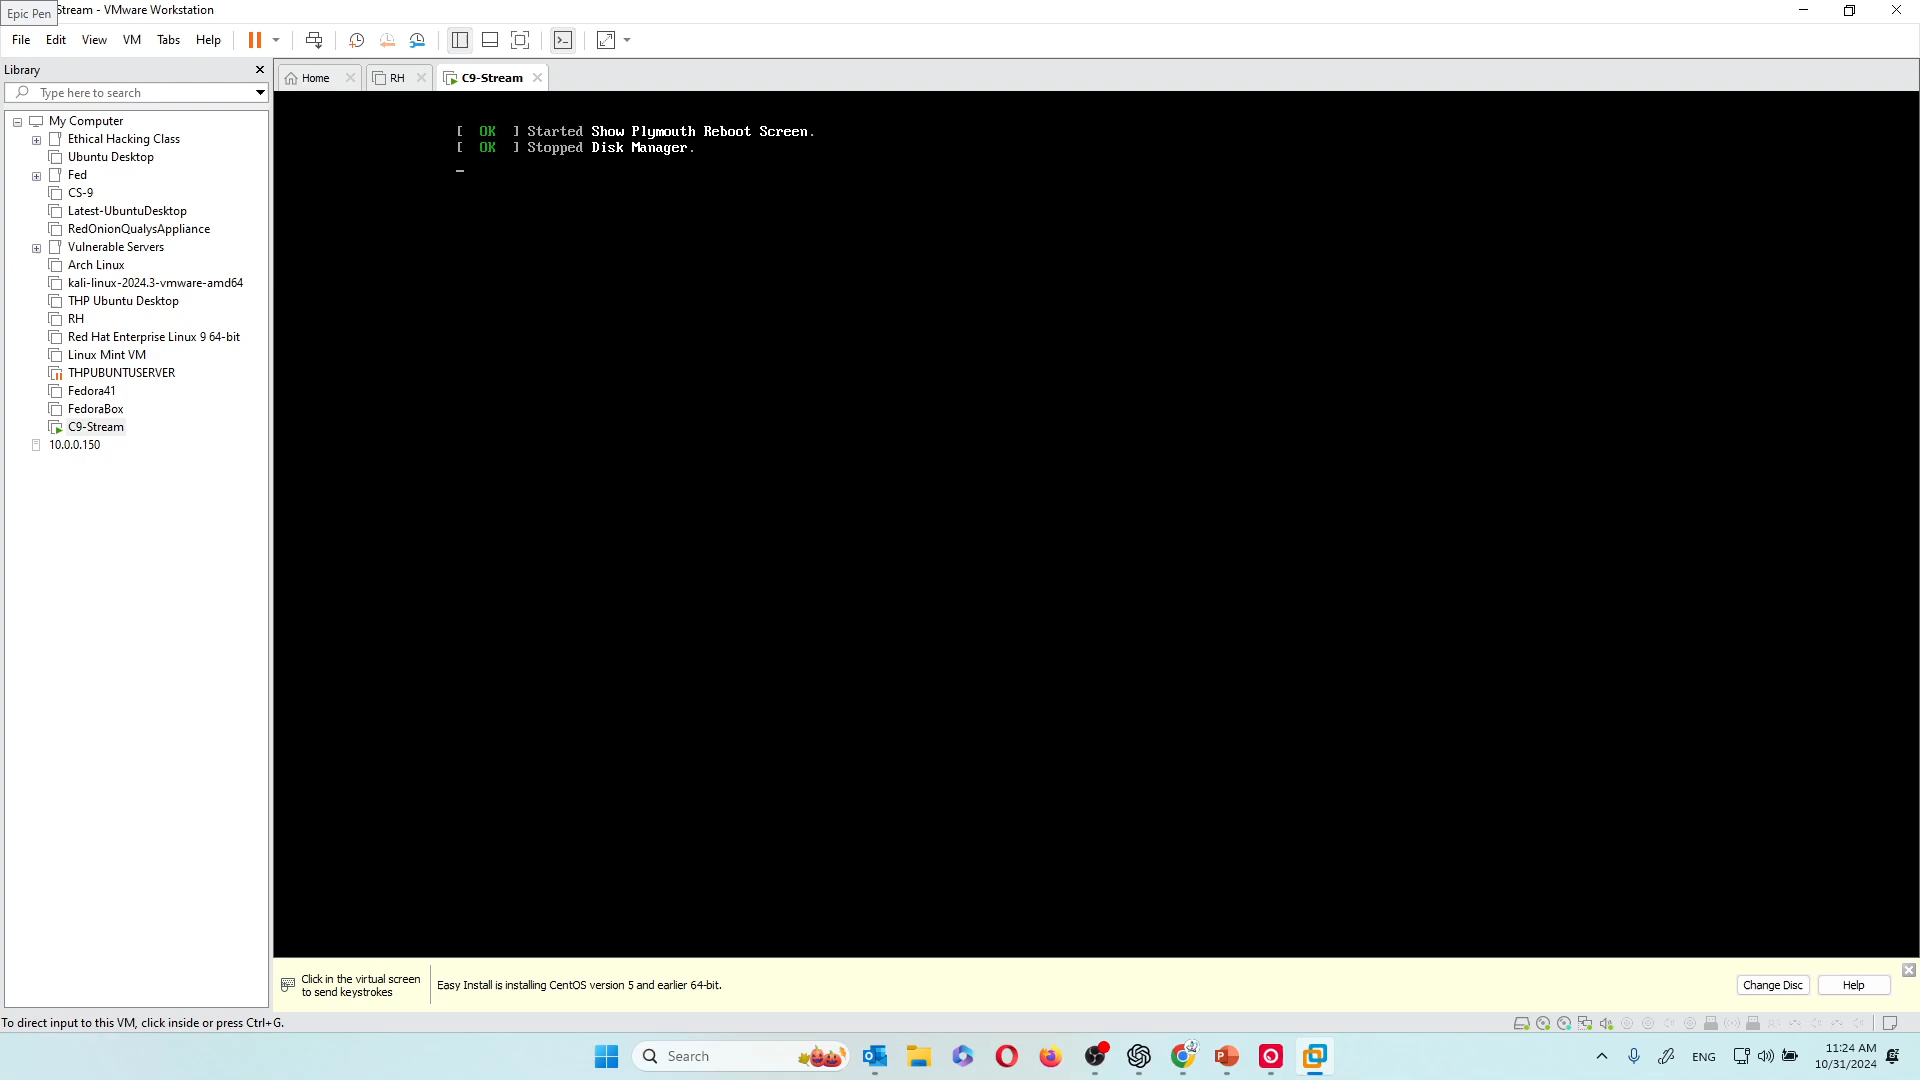 Epic Pen
Stream - VMware Workstation
File Edit View VM Tabs Help
Library
Type here to search
My Computer
Ethical Hacking Class
Ubuntu Desktop
Fed
CS-9
Latest-UbuntuDesktop
RedOnionQualysAppliance
Vulnerable Servers
Arch Linux
kali-linux-2024.3-vmware-amd64
THP Ubuntu Desktop
RH
Red Hat Enterprise Linux 9 64-bit
Linux Mint VM
THPUBUNTUSERVER
Fedora41
FedoraBox
C9-Stream
10.0.0.150
Home RH C9-Stream
[ OK ] Started Show Plymouth Reboot Screen.
[ OK ] Stopped Disk Manager.
Click in the virtual screen
to send keystrokes
Easy Install is installing CentOS version 5 and earlier 64-bit.
Change Disc Help
To direct input to this VM, click inside or press Ctrl+G.
Search
ENG
11:24 AM
10/31/2024